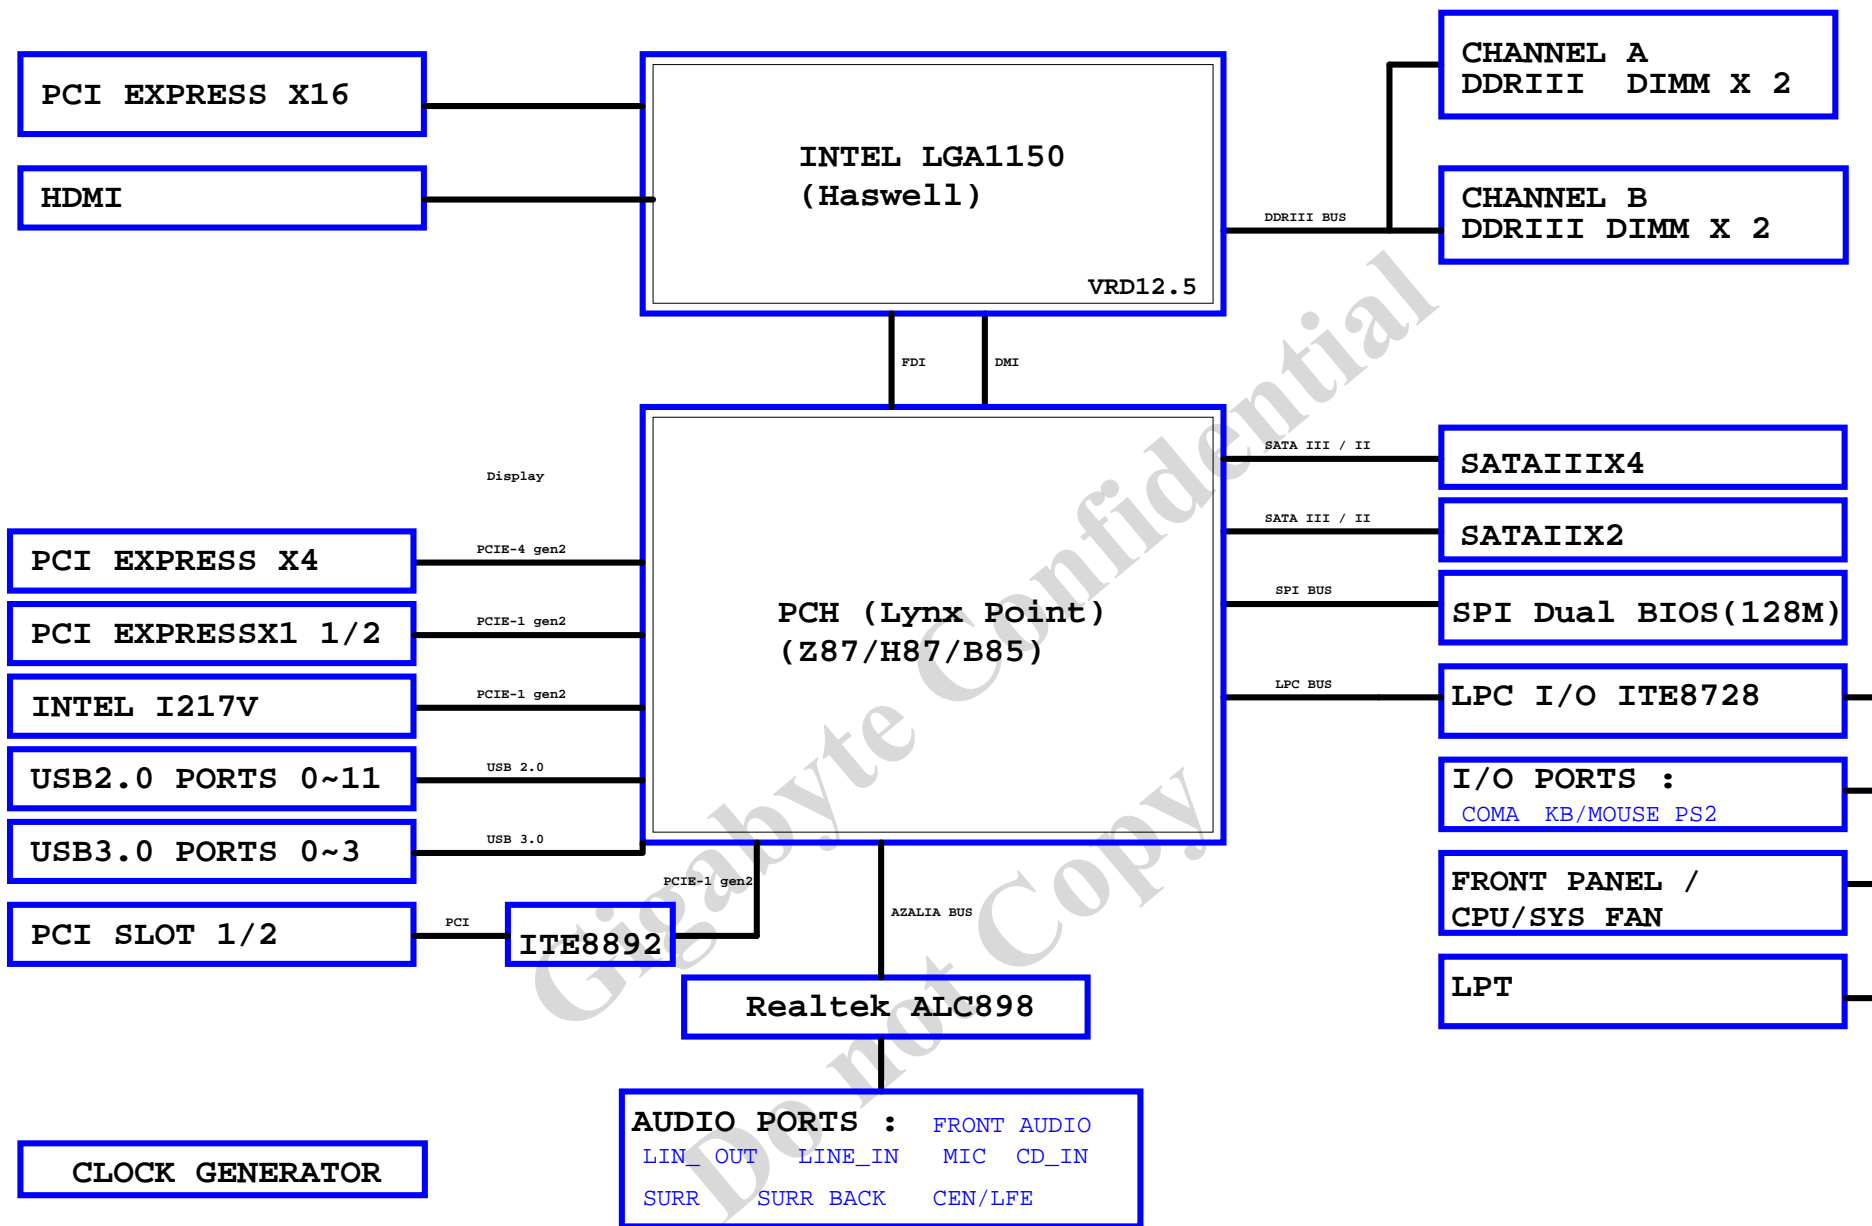 PCI EXPRESS X16
HDMI
INTEL LGA1150
(Haswell)
VRD12.5
CHANNEL A
DDRIII DIMM X 2
CHANNEL B
DDRIII DIMM X 2
DDRIII BUS
FDI
DMI
Display
PCI EXPRESS X4
PCIE-4 gen2
PCI EXPRESSX1 1/2
PCIE-1 gen2
INTEL I217V
PCIE-1 gen2
USB2.0 PORTS 0~11
USB 2.0
USB3.0 PORTS 0~3
USB 3.0
PCI SLOT 1/2
PCI
ITE8892
PCIE-1 gen2
PCH (Lynx Point)
(Z87/H87/B85)
SATA III / II
SATAIIIX4
SATA III / II
SATAIIX2
SPI BUS
SPI Dual BIOS(128M)
LPC BUS
LPC I/O ITE8728
I/O PORTS :
COMA KB/MOUSE PS2
FRONT PANEL /
CPU/SYS FAN
LPT
AZALIA BUS
Realtek ALC898
AUDIO PORTS : FRONT AUDIO
LIN_ OUT LINE_IN MIC CD_IN
SURR SURR BACK CEN/LFE
CLOCK GENERATOR
Gigabyte Confidential
Do not Copy